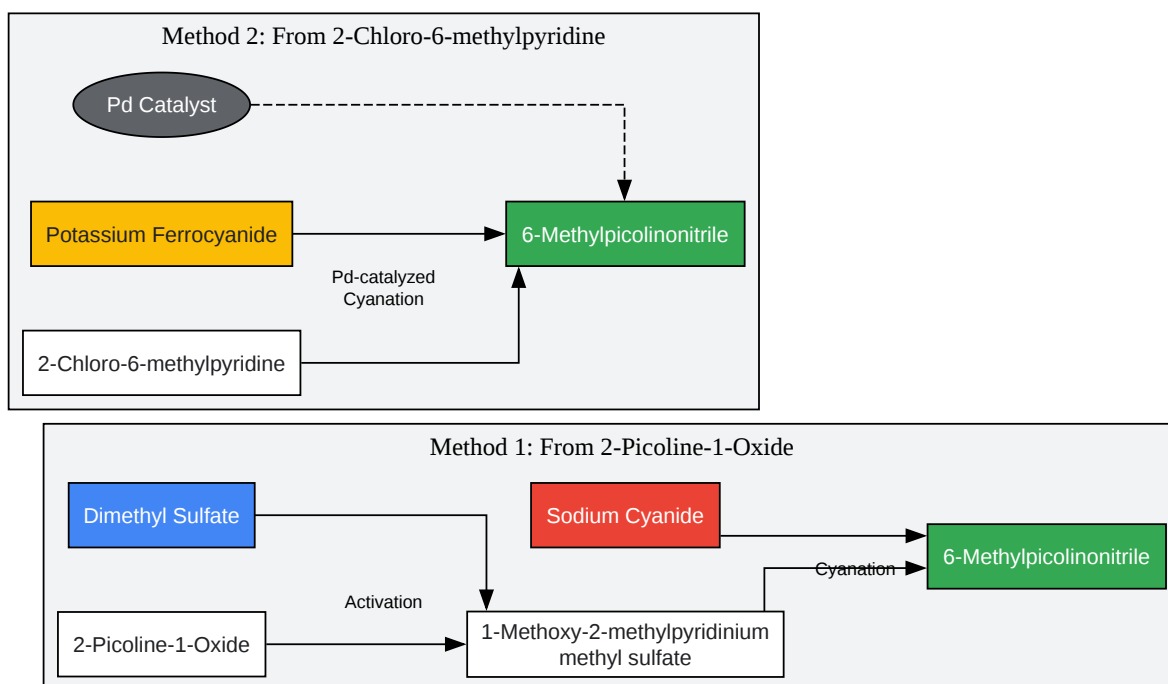 Method 2: From 2-Chloro-6-methylpyridine
Pd Catalyst
Potassium Ferrocyanide
6-Methylpicolinonitrile
Pd-catalyzed
Cyanation
2-Chloro-6-methylpyridine
Method 1: From 2-Picoline-1-Oxide
Dimethyl Sulfate
Sodium Cyanide
6-Methylpicolinonitrile
Cyanation
Activation
2-Picoline-1-Oxide
1-Methoxy-2-methylpyridinium
methyl sulfate